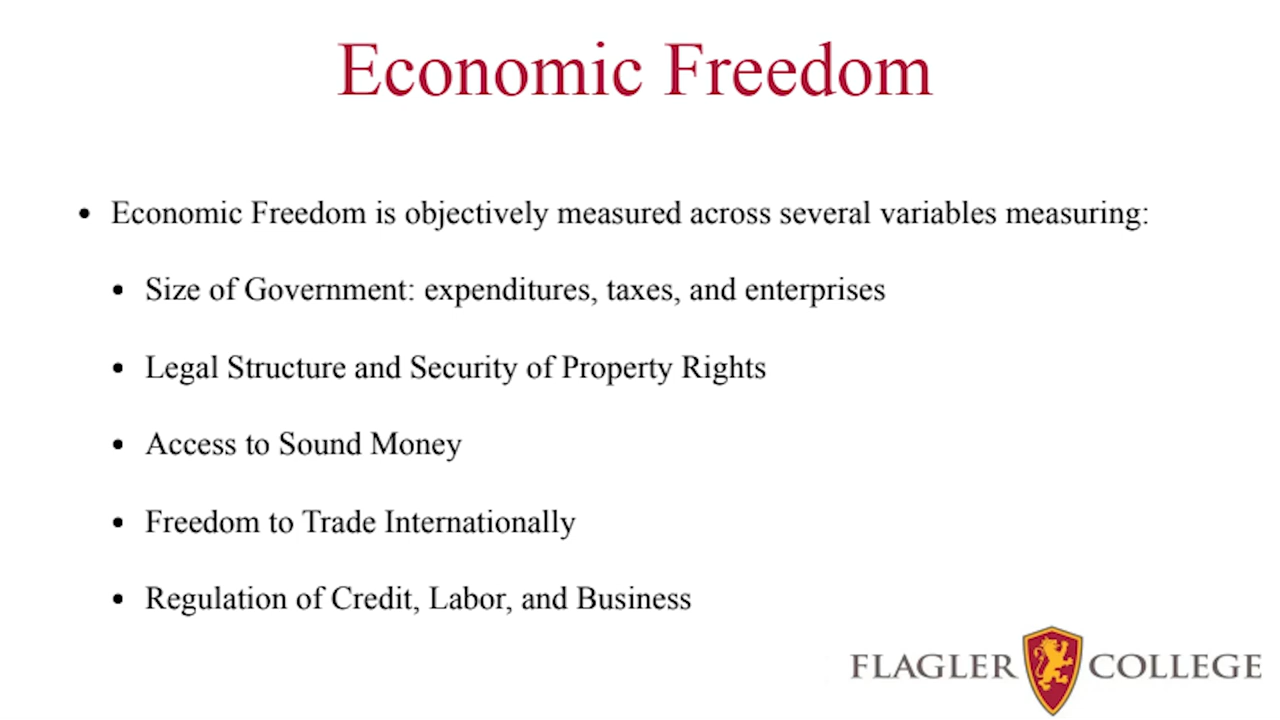 Economic Freedom
• Economic Freedom is objectively measured across several variables measuring:
• Size of Government: expenditures, taxes, and enterprises
• Legal Structure and Security of Property Rights
• Access to Sound Money
• Freedom to Trade Internationally
• Regulation of Credit, Labor, and Business
FLAGLER COLLEGE